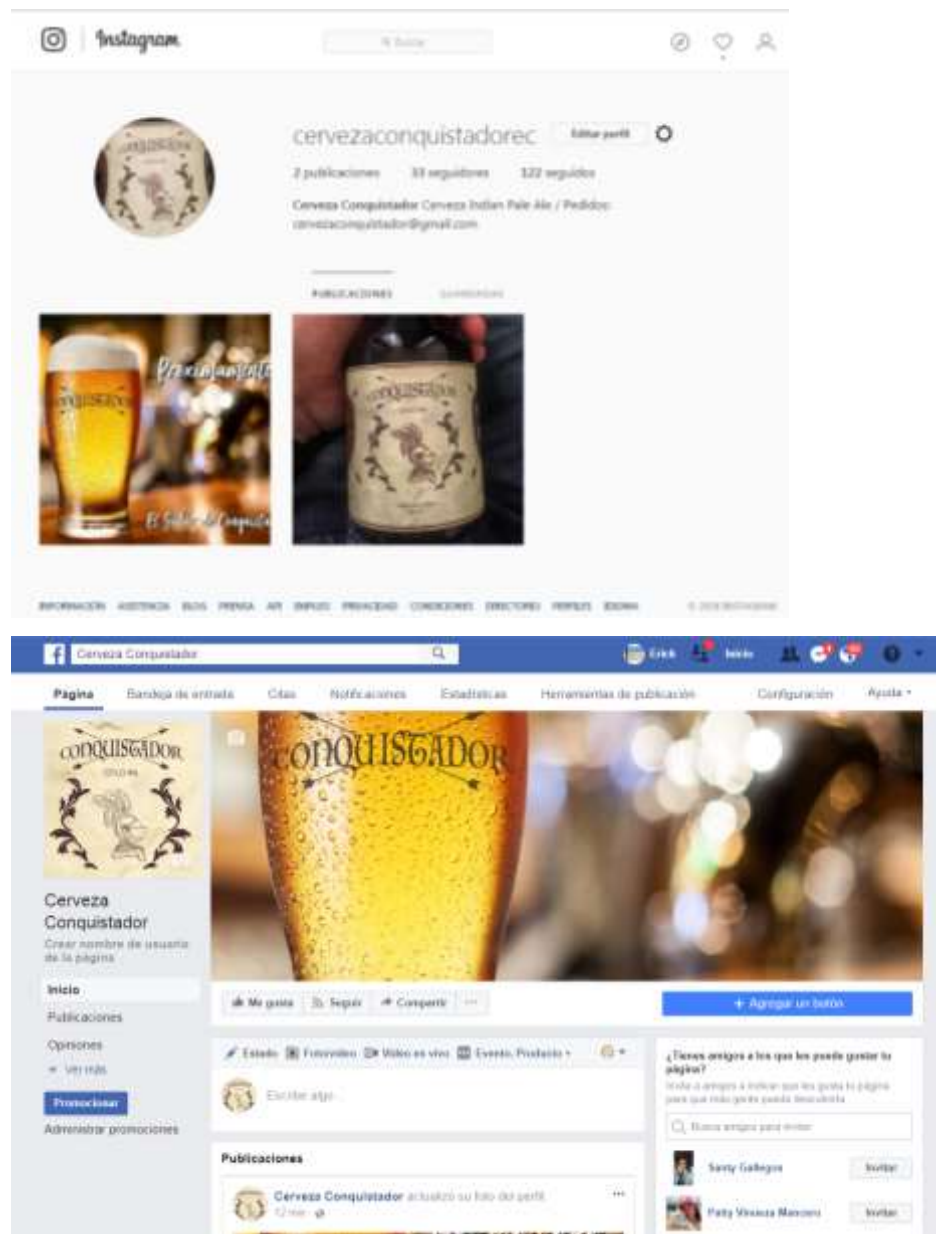 Instagram
Buscar
cervezaconquistadorec Editar perfil
2 publicaciones 33 seguidores 122 seguidos
Cerveza Conquistador Cerveza Indian Pale Ale / Pedidos:
cervezaconquistador@gmail.com
PUBLICACIONES GUARDADAS
CONQUISTADOR
Próximamente
CONQUISTADOR
CONQUISTADOR
INFORMACIÓN ASISTENCIA BLOG PRENSA API EMPLEO PRIVACIDAD CONDICIONES DIRECTORIO PERFILES IDIOMA
Cerveza Conquistador
Erick Inicio
Página Bandeja de entrada Citas Notificaciones Estadísticas Herramientas de publicación Configuración Ayuda
CONQUISTADOR
CONQUISTADOR
Cerveza
Conquistador
Crear nombre de usuario
de la página
Inicio
Publicaciones
Opiniones
Ver más
Promocionar
Administrar promociones
Me gusta Seguir Compartir ...
+ Agregar un botón
Estado Foto/video Video en vivo Evento, Producto
Escribe algo...
Publicaciones
Cerveza Conquistador actualizó su foto del perfil.
12 min
¿Tienes amigos a los que les puede gustar tu
página?
Invita a amigos a indicar que les gusta tu página
para que más gente pueda descubrirla
Busca amigos para invitar
Santy Gallegos Invitar
Patty Invitar